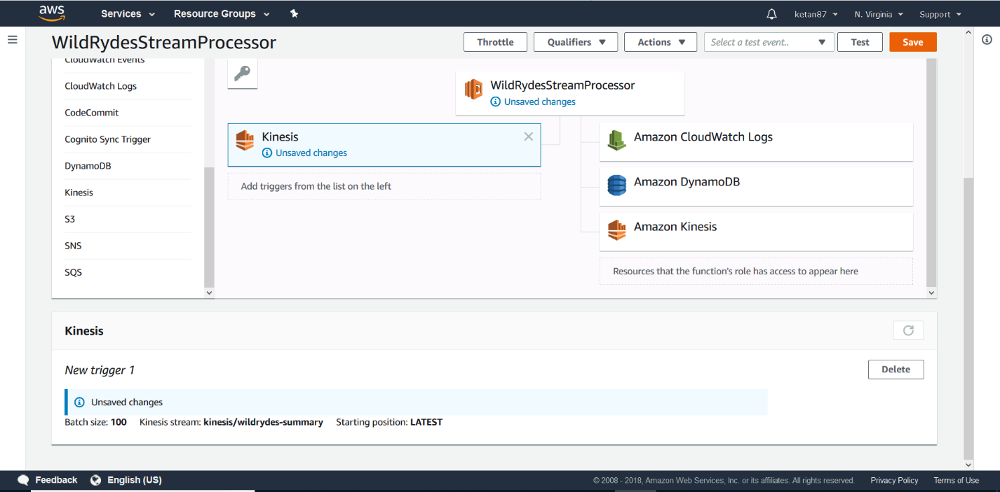 aws Services Resource Groups ketan87 N. Virginia Support
WildRydesStreamProcessor Throttle Qualifiers Actions Select a test event.. Test Save
CloudWatch Events
CloudWatch Logs
CodeCommit
Cognito Sync Trigger
DynamoDB
Kinesis
S3
SNS
SQS
WildRydesStreamProcessor
Unsaved changes
Kinesis
Unsaved changes
Add triggers from the list on the left
Amazon CloudWatch Logs
Amazon DynamoDB
Amazon Kinesis
Resources that the function's role has access to appear here
Kinesis
New trigger 1 Delete
Unsaved changes
Batch size: 100 Kinesis stream: kinesis/wildrydes-summary Starting position: LATEST
Feedback English (US) © 2008 - 2018, Amazon Web Services, Inc. or its affiliates. All rights reserved. Privacy Policy Terms of Use